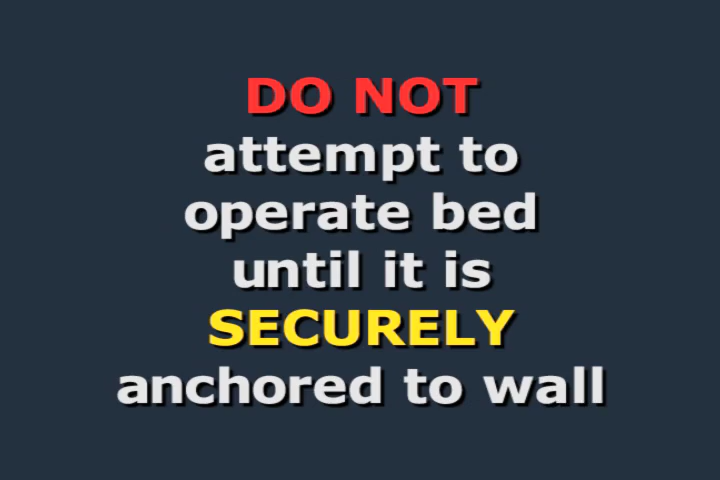 DO NOT
attempt to
operate bed
until it is
SECURELY
anchored to wall